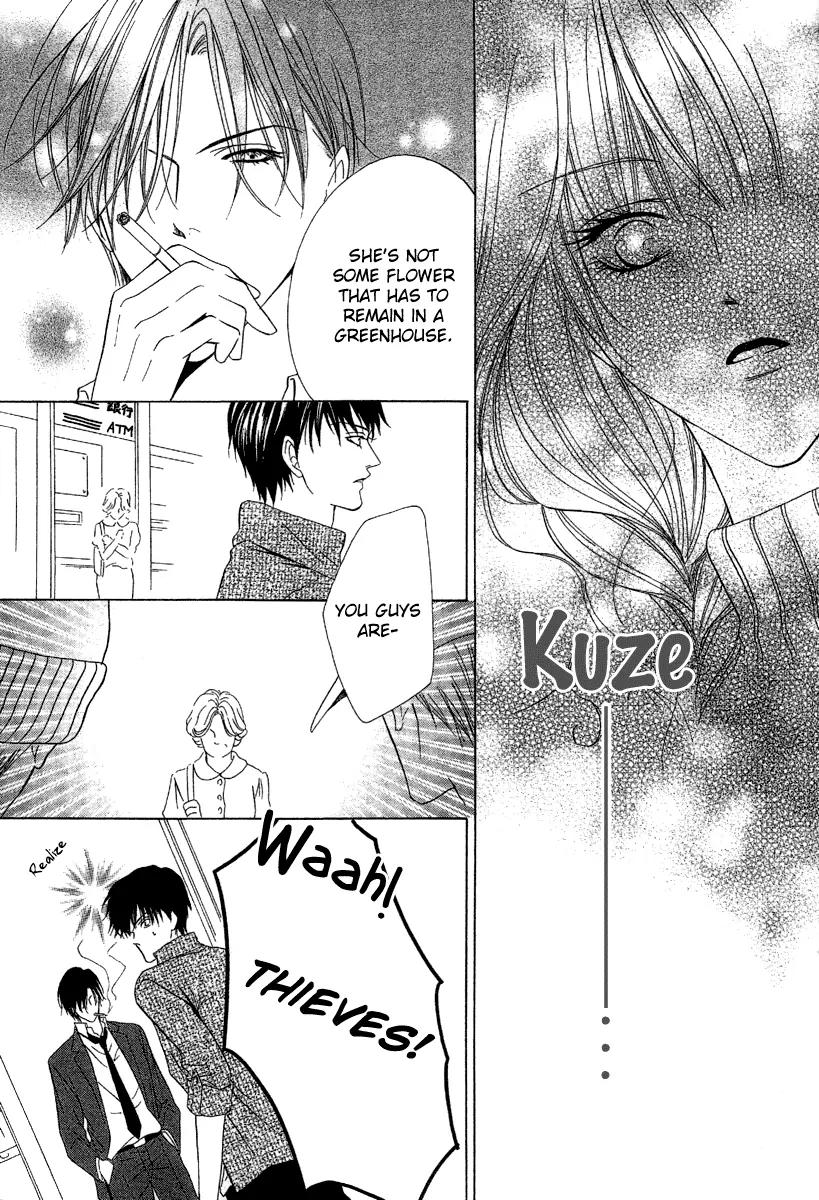 Kuze
SHE'S NOT
SOME FLOWER
THAT HAS TO
REMAIN IN A
GREENHOUSE.
銀行
ATM
YOU GUYS
ARE-
Waah!
THIEVES!
Realize